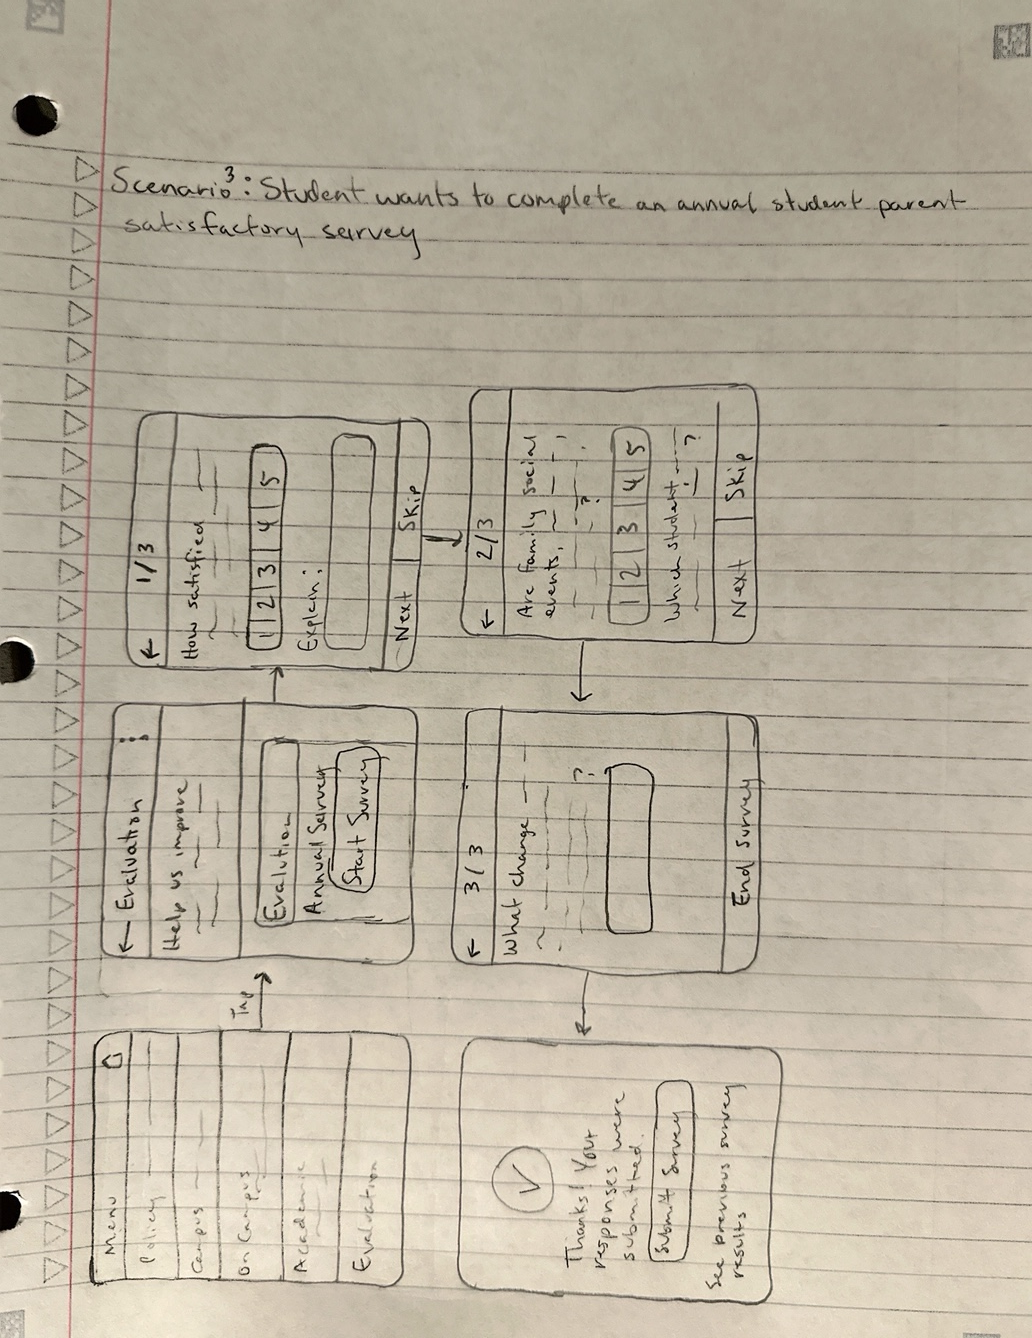 Scenario 3: Student wants to complete an annual student parent
satisfactory survey
Menu
Policy
Campus
On Campus
Academic
Evaluation
Tap
← Evaluation
Help us improve
Evalution
Annual Survey
Start Survey
← 1/3
How satisfied
1 2 3 4 5
Explain:
Next Skip
← 2/3
Are family social
events,
?
1 2 3 4 5
Which student
?
Next Skip
← 3/3
What change
?
End survey
Thanks! Your
responses were
submitted.
Submit Survey
See previous survey
results